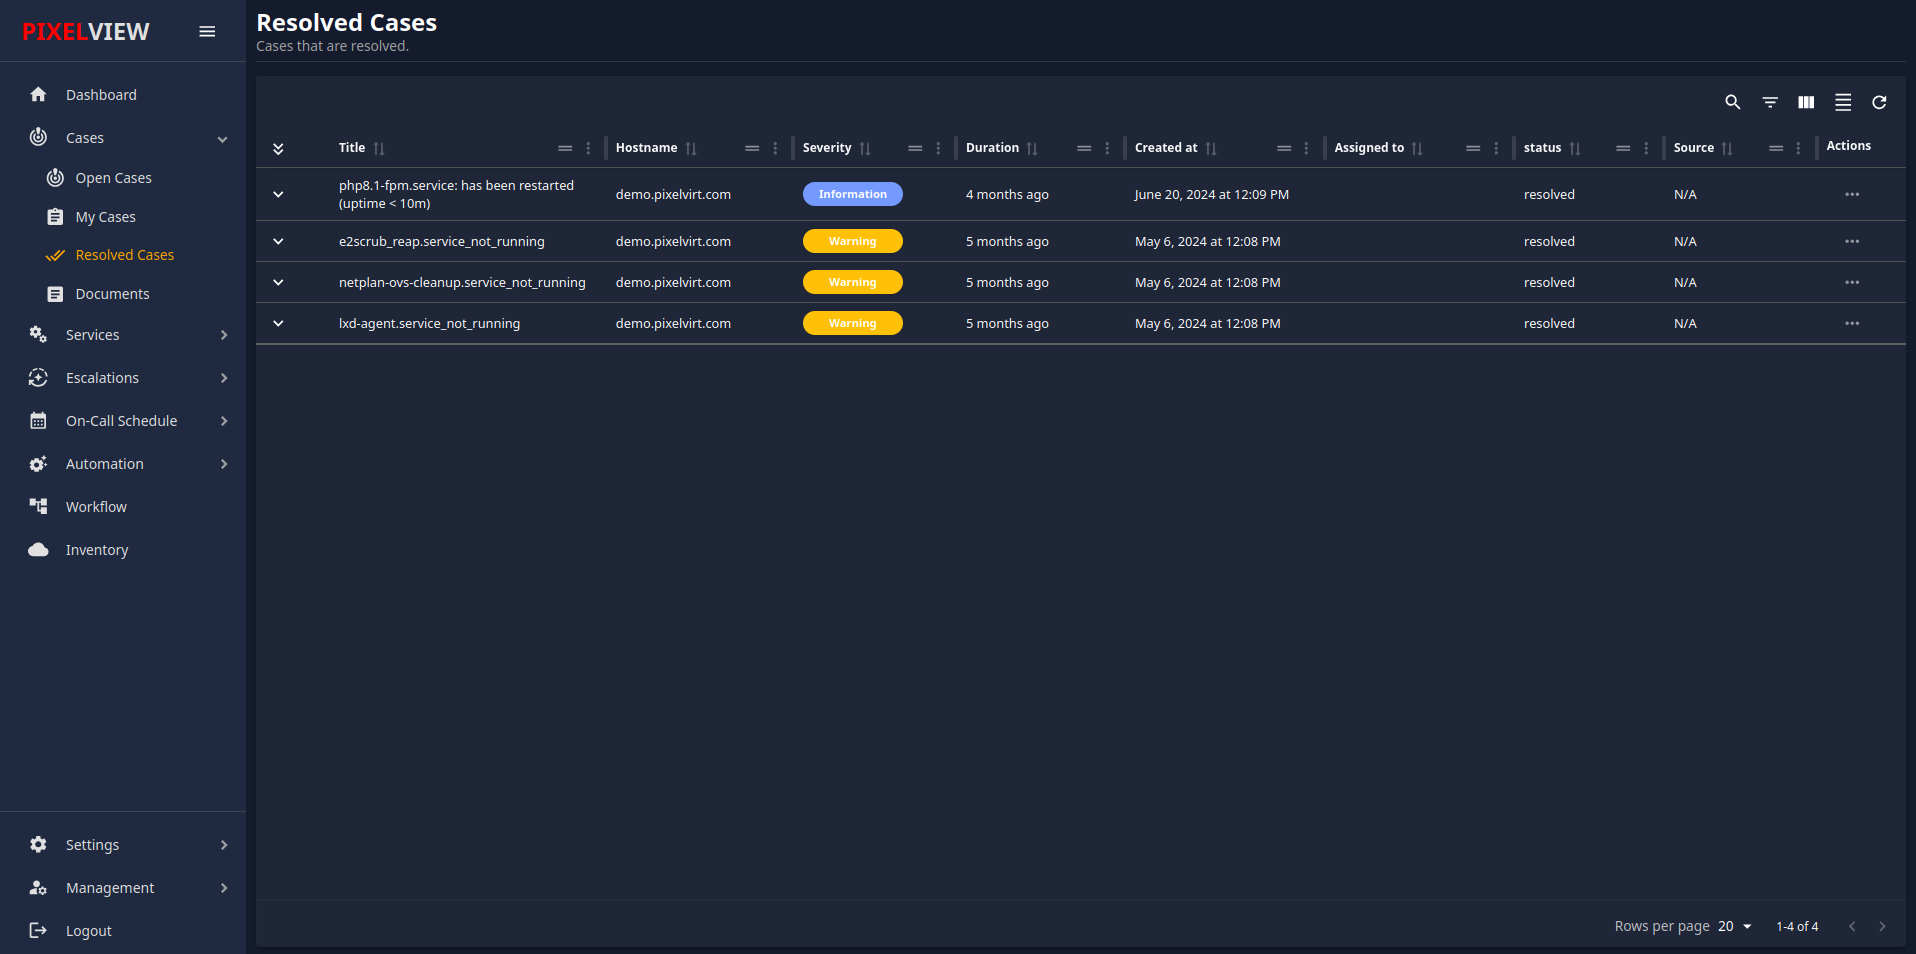 PIXELVIEW
Dashboard
Cases
Open Cases
My Cases
Resolved Cases
Documents
Services
Escalations
On-Call Schedule
Automation
Workflow
Inventory
Settings
Management
Logout
Resolved Cases
Cases that are resolved.
Title Hostname Severity Duration Created at Assigned to status Source Actions
php8.1-fpm.service: has been restarted
(uptime < 10m) demo.pixelvirt.com Information 4 months ago June 20, 2024 at 12:09 PM resolved N/A
e2scrub_reap.service_not_running demo.pixelvirt.com Warning 5 months ago May 6, 2024 at 12:08 PM resolved N/A
netplan-ovs-cleanup.service_not_running demo.pixelvirt.com Warning 5 months ago May 6, 2024 at 12:08 PM resolved N/A
lxd-agent.service_not_running demo.pixelvirt.com Warning 5 months ago May 6, 2024 at 12:08 PM resolved N/A
Rows per page 20 1-4 of 4